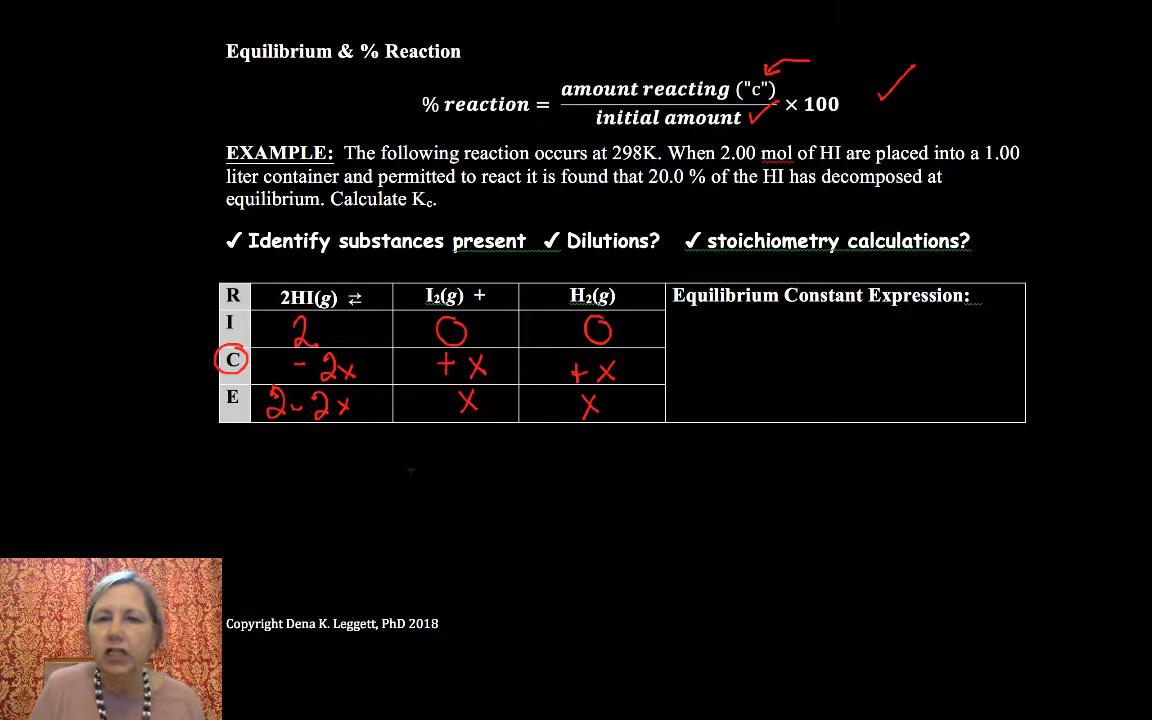 Equilibrium & % Reaction
% reaction = amount reacting ("c") / initial amount × 100
EXAMPLE: The following reaction occurs at 298K. When 2.00 mol of HI are placed into a 1.00
liter container and permitted to react it is found that 20.0 % of the HI has decomposed at
equilibrium. Calculate Kc.
✓ Identify substances present ✓ Dilutions? ✓ stoichiometry calculations?
R 2HI(g) ⇄ I₂(g) + H₂(g) Equilibrium Constant Expression:
I 2 0 0
C - 2x + x + x
E 2 - 2x x x
Copyright Dena K. Leggett, PhD 2018